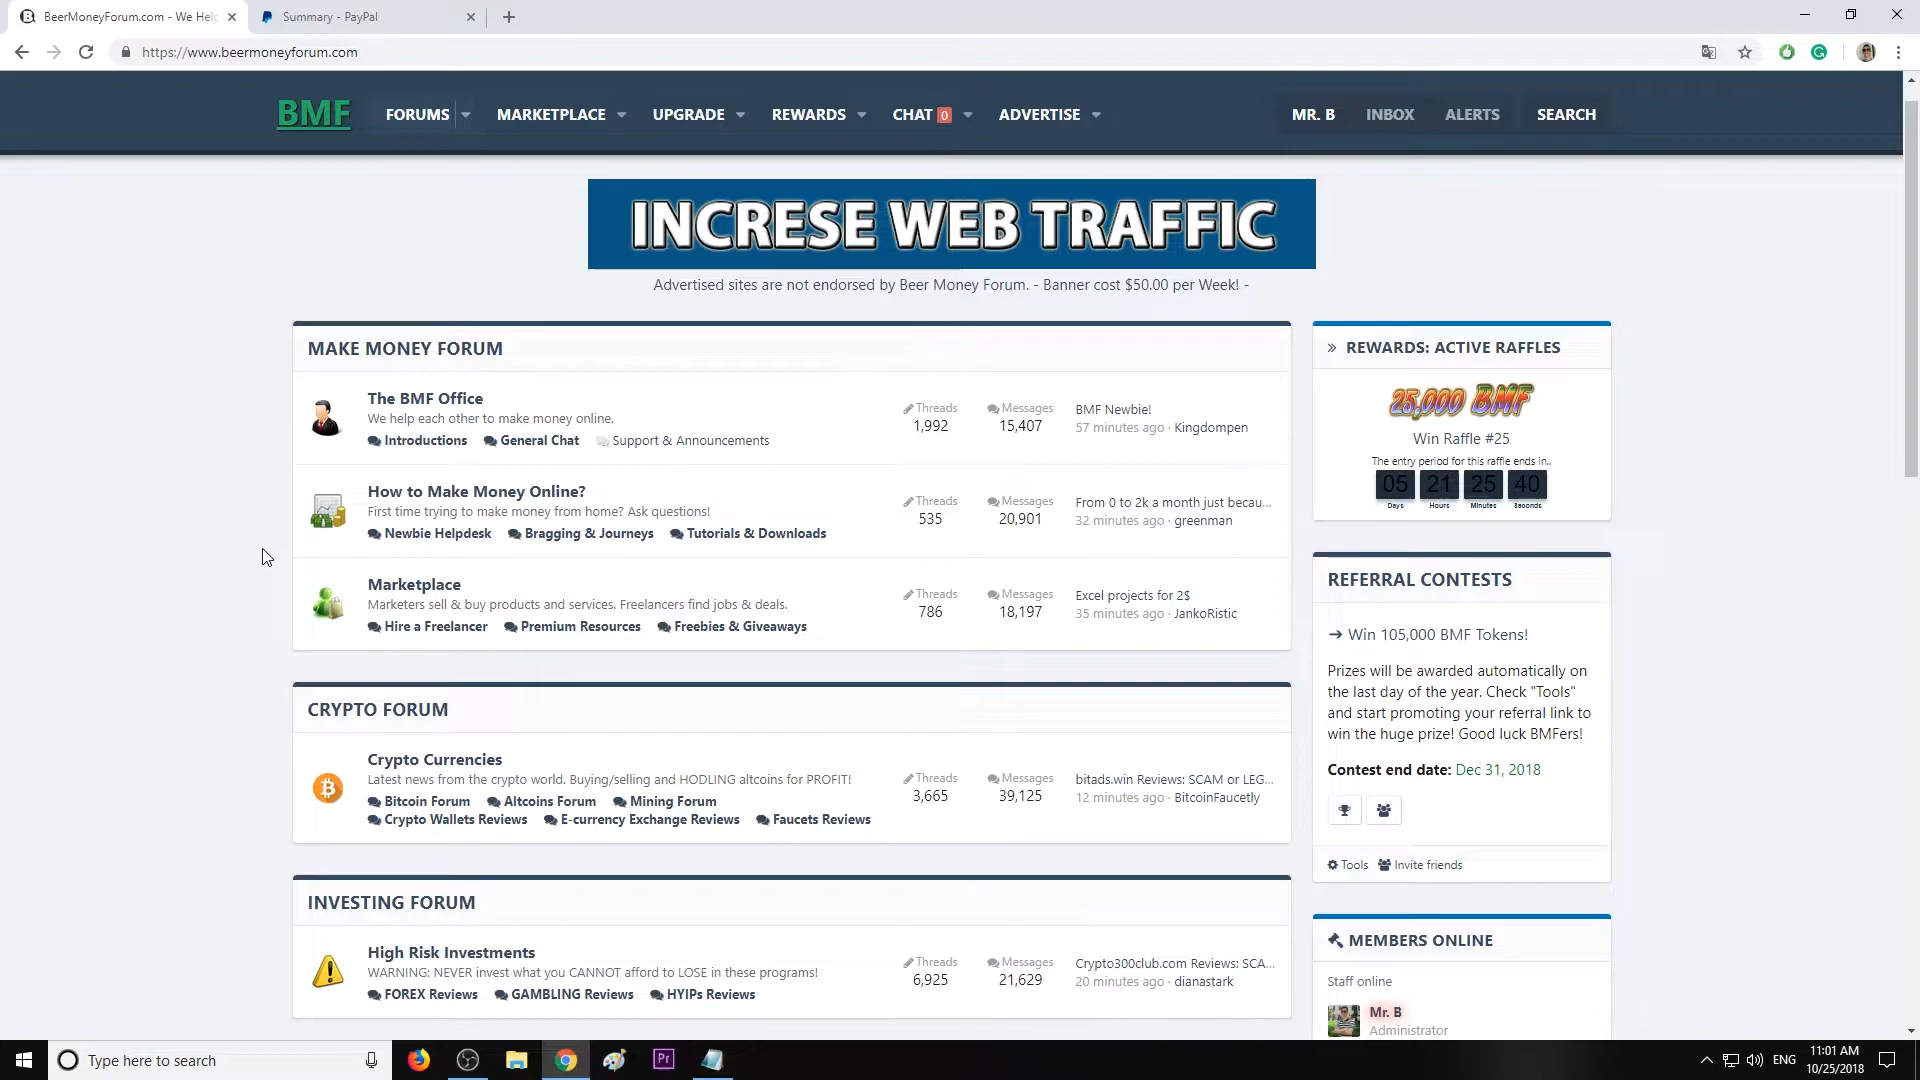 BeerMoneyForum.com - We Help
Summary - PayPal
https://www.beermoneyforum.com
BMF
FORUMS
MARKETPLACE
UPGRADE
REWARDS
CHAT 0
ADVERTISE
MR. B
INBOX
ALERTS
SEARCH
INCRESE WEB TRAFFIC
Advertised sites are not endorsed by Beer Money Forum. - Banner cost $50.00 per Week! -
MAKE MONEY FORUM
The BMF Office
We help each other to make money online.
Introductions General Chat Support & Announcements
Threads
1,992
Messages
15,407
BMF Newbie!
57 minutes ago · Kingdompen
How to Make Money Online?
First time trying to make money from home? Ask questions!
Newbie Helpdesk Bragging & Journeys Tutorials & Downloads
Threads
535
Messages
20,901
From 0 to 2k a month just becau...
32 minutes ago · greenman
Marketplace
Marketers sell & buy products and services. Freelancers find jobs & deals.
Hire a Freelancer Premium Resources Freebies & Giveaways
Threads
786
Messages
18,197
Excel projects for 2$
35 minutes ago · JankoRistic
CRYPTO FORUM
Crypto Currencies
Latest news from the crypto world. Buying/selling and HODLING altcoins for PROFIT!
Bitcoin Forum Altcoins Forum Mining Forum
Crypto Wallets Reviews E-currency Exchange Reviews Faucets Reviews
Threads
3,665
Messages
39,125
bitads.win Reviews: SCAM or LEG...
12 minutes ago · BitcoinFaucetly
INVESTING FORUM
High Risk Investments
WARNING: NEVER invest what you CANNOT afford to LOSE in these programs!
FOREX Reviews GAMBLING Reviews HYIPs Reviews
Threads
6,925
Messages
21,629
Crypto300club.com Reviews: SCA...
20 minutes ago · dianastark
REWARDS: ACTIVE RAFFLES
25,000 BMF
Win Raffle #25
The entry period for this raffle ends in..
05 21 25 40
Days Hours Minutes Seconds
REFERRAL CONTESTS
Win 105,000 BMF Tokens!
Prizes will be awarded automatically on
the last day of the year. Check "Tools"
and start promoting your referral link to
win the huge prize! Good luck BMFers!
Contest end date: Dec 31, 2018
Tools Invite friends
MEMBERS ONLINE
Staff online
Mr. B
Administrator
Type here to search
Pr
ENG
11:01 AM
10/25/2018